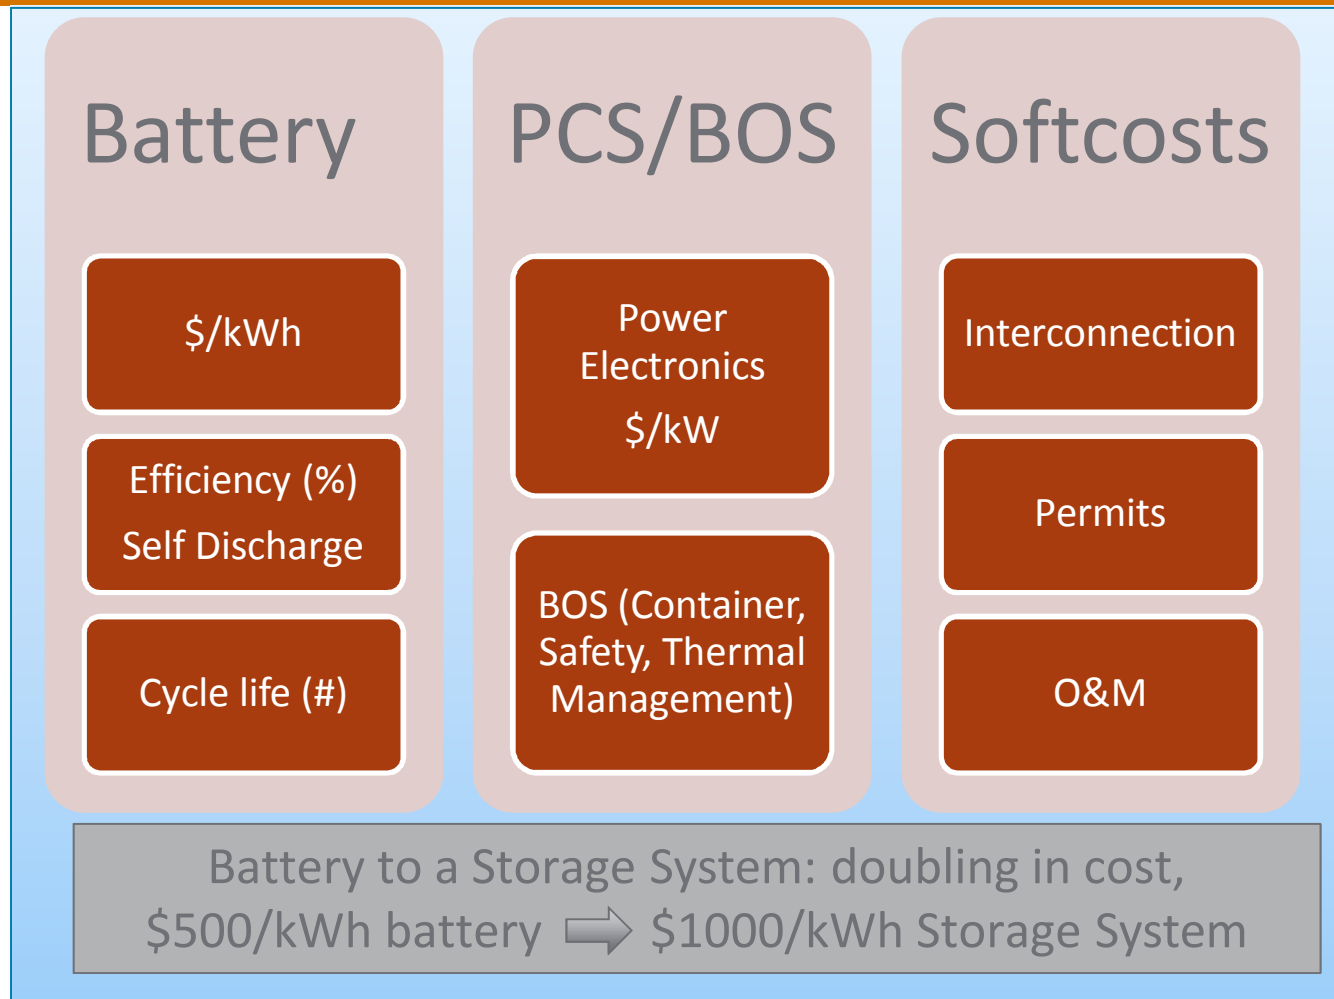 Battery
$/kWh
Efficiency (%)
Self Discharge
Cycle life (#)
PCS/BOS
Power
Electronics
$/kW
BOS (Container,
Safety, Thermal
Management)
Softcosts
Interconnection
Permits
O&M
Battery to a Storage System: doubling in cost,
$500/kWh battery $1000/kWh Storage System